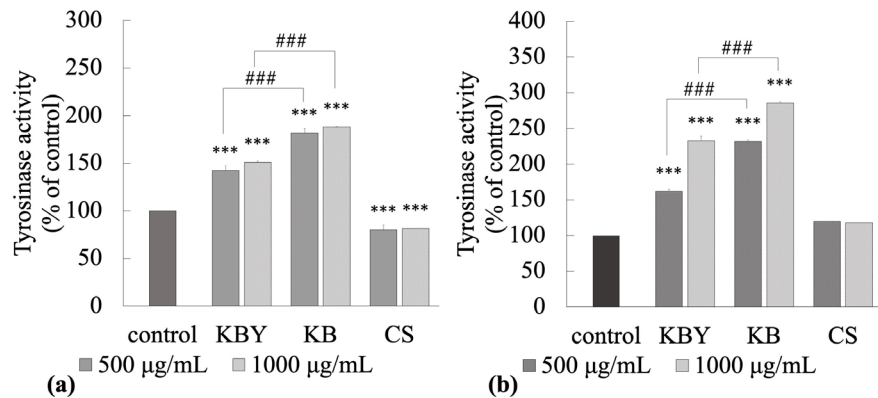 Tyrosinase activity
(% of control)
300
250
200
150
100
50
0
###
###
*** ***
*** ***
*** ***
control KBY KB CS
500 μg/mL 1000 μg/mL
(a)
Tyrosinase activity
(% of control)
400
350
300
250
200
150
100
50
0
###
###
***
***
***
***
control KBY KB CS
500 μg/mL 1000 μg/mL
(b)